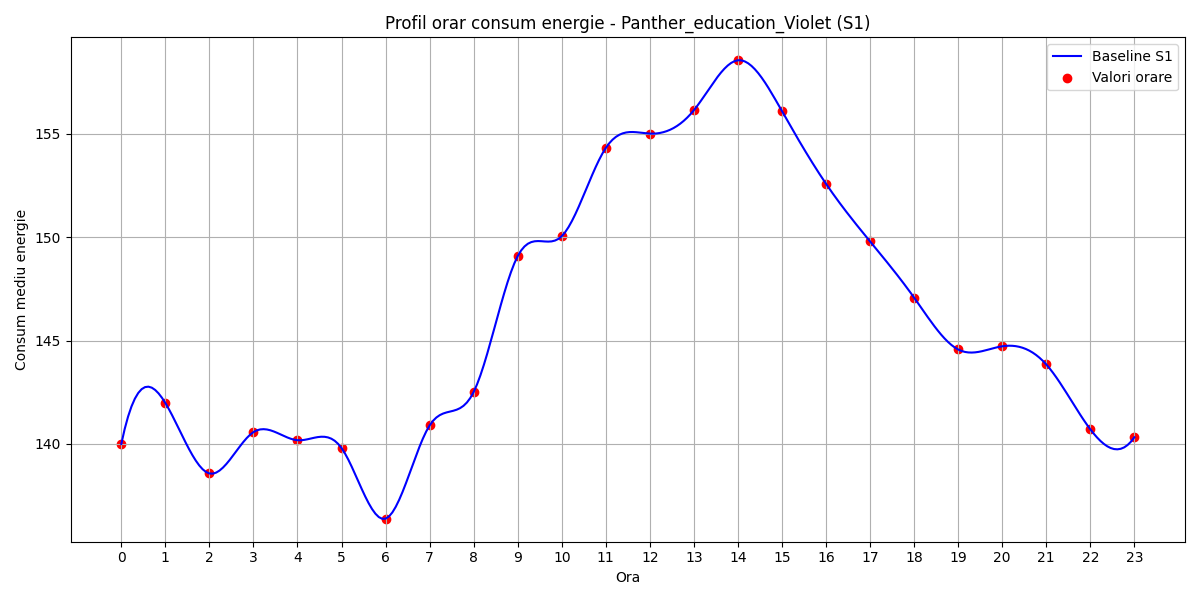 Profil orar consum energie - Panther_education_Violet (S1)
Baseline S1
Valori orare
Consum mediu energie
155
150
145
140
0 1 2 3 4 5 6 7 8 9 10 11 12 13 14 15 16 17 18 19 20 21 22 23
Ora